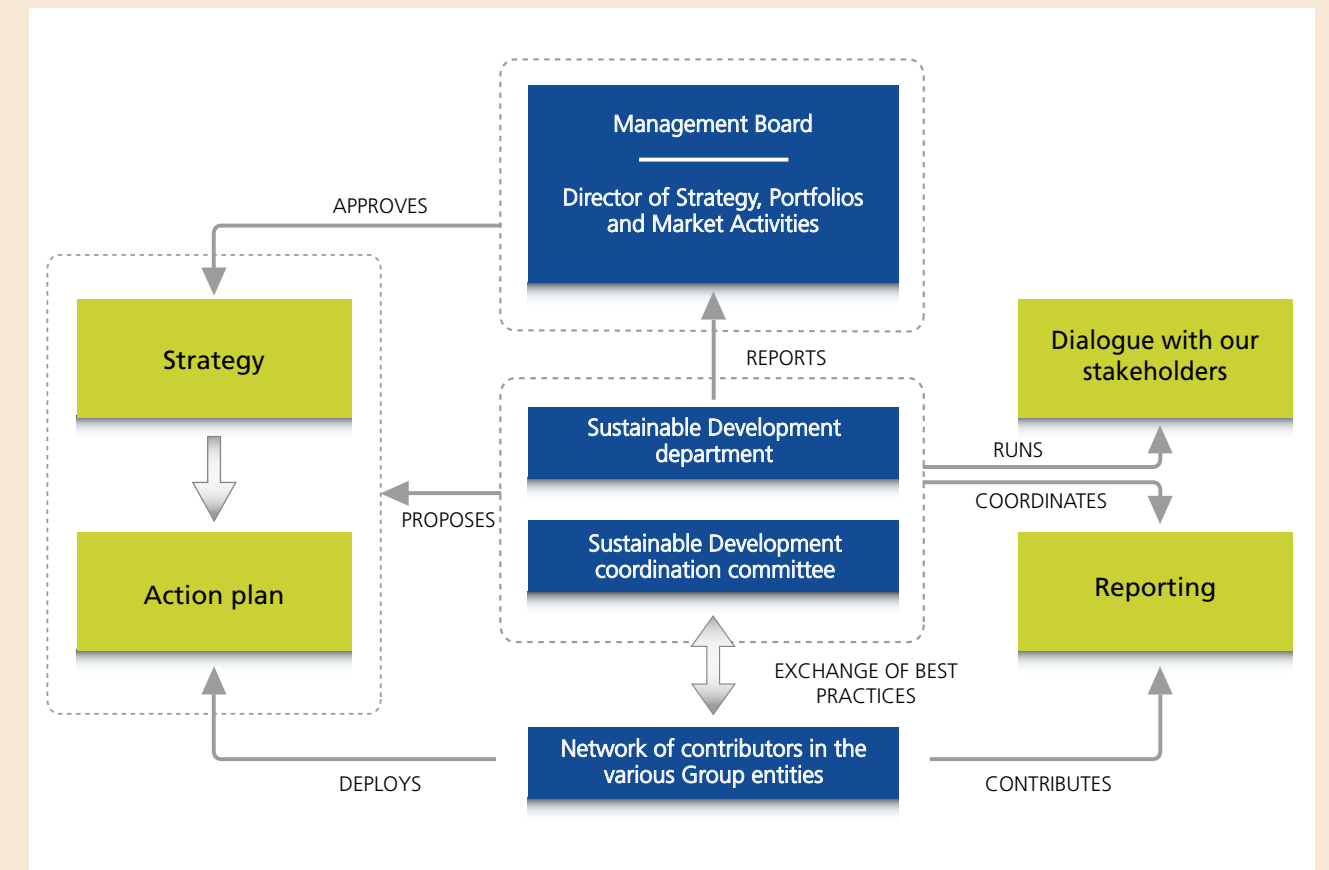 Management Board
Director of Strategy, Portfolios
and Market Activities
APPROVES
Strategy
REPORTS
Dialogue with our
stakeholders
Sustainable Development
department
RUNS
COORDINATES
PROPOSES
Sustainable Development
coordination committee
Action plan
Reporting
EXCHANGE OF BEST
PRACTICES
Network of contributors in the
various Group entities
DEPLOYS
CONTRIBUTES